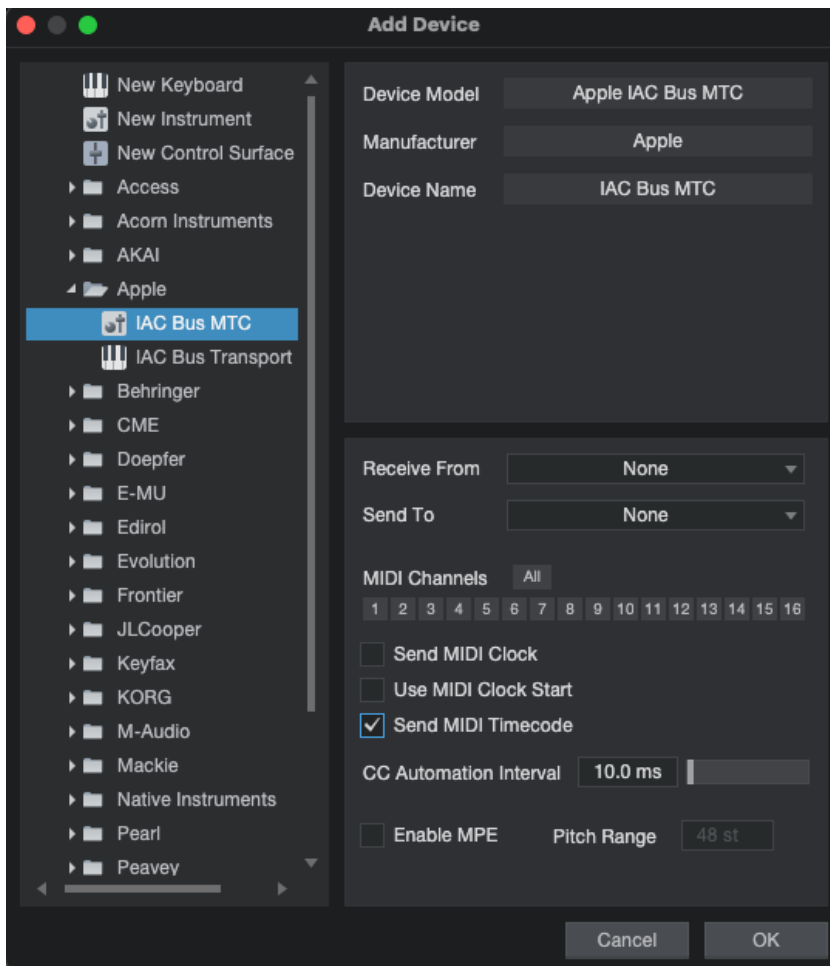 Add Device
New Keyboard
New Instrument
New Control Surface
Access
Acorn Instruments
AKAI
Apple
IAC Bus MTC
IAC Bus Transport
Behringer
CME
Doepfer
E-MU
Edirol
Evolution
Frontier
JLCooper
Keyfax
KORG
M-Audio
Mackie
Native Instruments
Pearl
Peavey
Device Model Apple IAC Bus MTC
Manufacturer Apple
Device Name IAC Bus MTC
Receive From None
Send To None
MIDI Channels All
1 2 3 4 5 6 7 8 9 10 11 12 13 14 15 16
Send MIDI Clock
Use MIDI Clock Start
Send MIDI Timecode
CC Automation Interval 10.0 ms
Enable MPE Pitch Range 48 st
Cancel OK